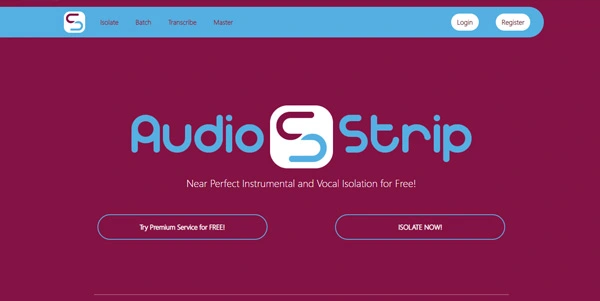 Isolate Batch Transcribe Master Login Register
Audio Strip
Near Perfect Instrumental and Vocal Isolation for Free!
Try Premium Service for FREE! ISOLATE NOW!